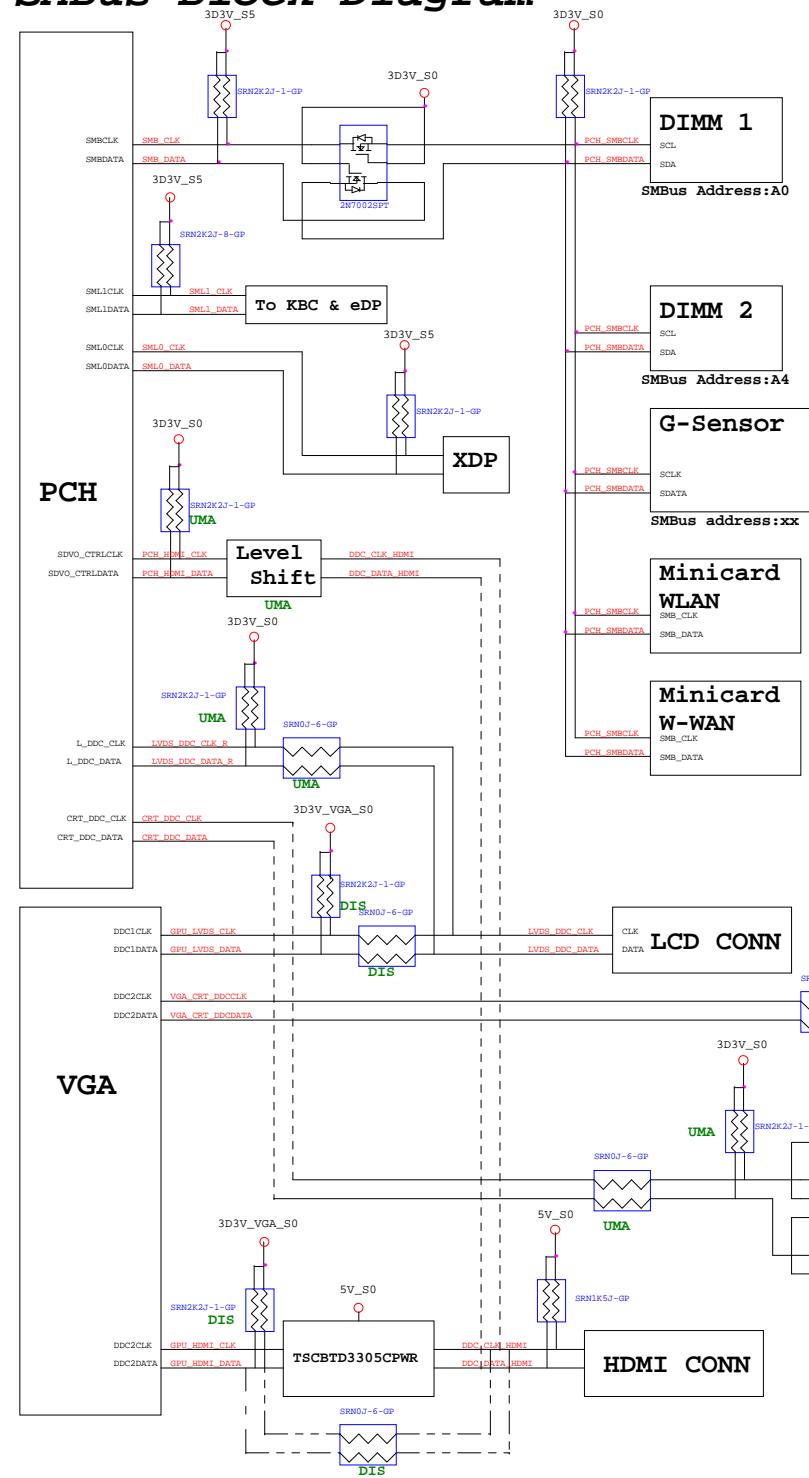 SMBus Block Diagram
3D3V_S5
3D3V_S0
3D3V_S0
SRN2K2J-1-GP
SRN2K2J-1-GP
DIMM 1
SMBCLK
SMB_CLK
PCH_SMBCLK
SCL
SMBDATA
SMB_DATA
PCH_SMBDATA
SDA
SMBus Address:A0
3D3V_S5
2N7002SPT
SRN2K2J-8-GP
SML1CLK
SML1_CLK
SML1DATA
SML1_DATA
To KBC & eDP
DIMM 2
PCH_SMBCLK
SCL
PCH_SMBDATA
SDA
SMBus Address:A4
SML0CLK
SML0_CLK
SML0DATA
SML0_DATA
3D3V_S5
SRN2K2J-1-GP
XDP
G-Sensor
PCH_SMBCLK
SCLK
PCH_SMBDATA
SDATA
SMBus address:xx
3D3V_S0
PCH
SRN2K2J-1-GP
UMA
SDVO_CTRLCLK
PCH_HDMI_CLK
SDVO_CTRLDATA
PCH_HDMI_DATA
Level
Shift
UMA
DDC_CLK_HDMI
DDC_DATA_HDMI
Minicard
WLAN
PCH_SMBCLK
SMB_CLK
PCH_SMBDATA
SMB_DATA
3D3V_S0
SRN2K2J-1-GP
UMA
SRN0J-6-GP
UMA
L_DDC_CLK
LVDS_DDC_CLK_R
L_DDC_DATA
LVDS_DDC_DATA_R
Minicard
W-WAN
PCH_SMBCLK
SMB_CLK
PCH_SMBDATA
SMB_DATA
CRT_DDC_CLK
CRT_DDC_CLK
CRT_DDC_DATA
CRT_DDC_DATA
3D3V_VGA_S0
SRN2K2J-1-GP
DIS
SRN0J-6-GP
DIS
DDC1CLK
GPU_LVDS_CLK
DDC1DATA
GPU_LVDS_DATA
LVDS_DDC_CLK
CLK
LVDS_DDC_DATA
DATA
LCD CONN
DDC2CLK
VGA_CRT_DDCCLK
DDC2DATA
VGA_CRT_DDCDATA
SR
VGA
3D3V_S0
UMA
SRN2K2J-1-
SRN0J-6-GP
UMA
3D3V_VGA_S0
SRN2K2J-1-GP
DIS
5V_S0
5V_S0
SRN1K5J-GP
DDC2CLK
GPU_HDMI_CLK
DDC2DATA
GPU_HDMI_DATA
TSCBTD3305CPWR
DDC_CLK_HDMI
DDC_DATA_HDMI
HDMI CONN
SRN0J-6-GP
DIS